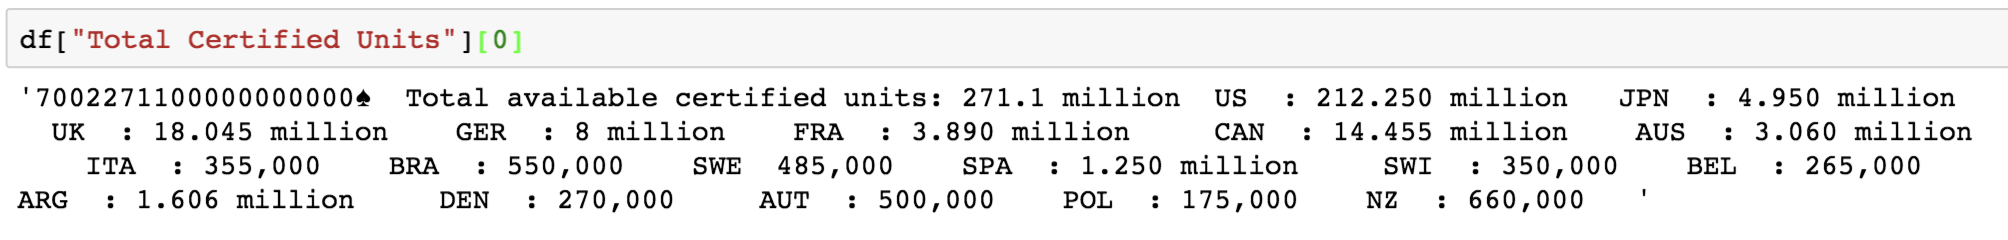 df["Total Certified Units"][0]
'7002271100000000000♠  Total available certified units: 271.1 million  US  : 212.250 million   JPN  : 4.950 million
UK  : 18.045 million    GER  : 8 million    FRA  : 3.890 million     CAN  : 14.455 million    AUS  : 3.060 million
ITA  : 355,000    BRA  : 550,000    SWE  485,000    SPA  : 1.250 million     SWI  : 350,000    BEL  : 265,000
ARG  : 1.606 million     DEN  : 270,000     AUT  : 500,000    POL  : 175,000    NZ  : 660,000   '